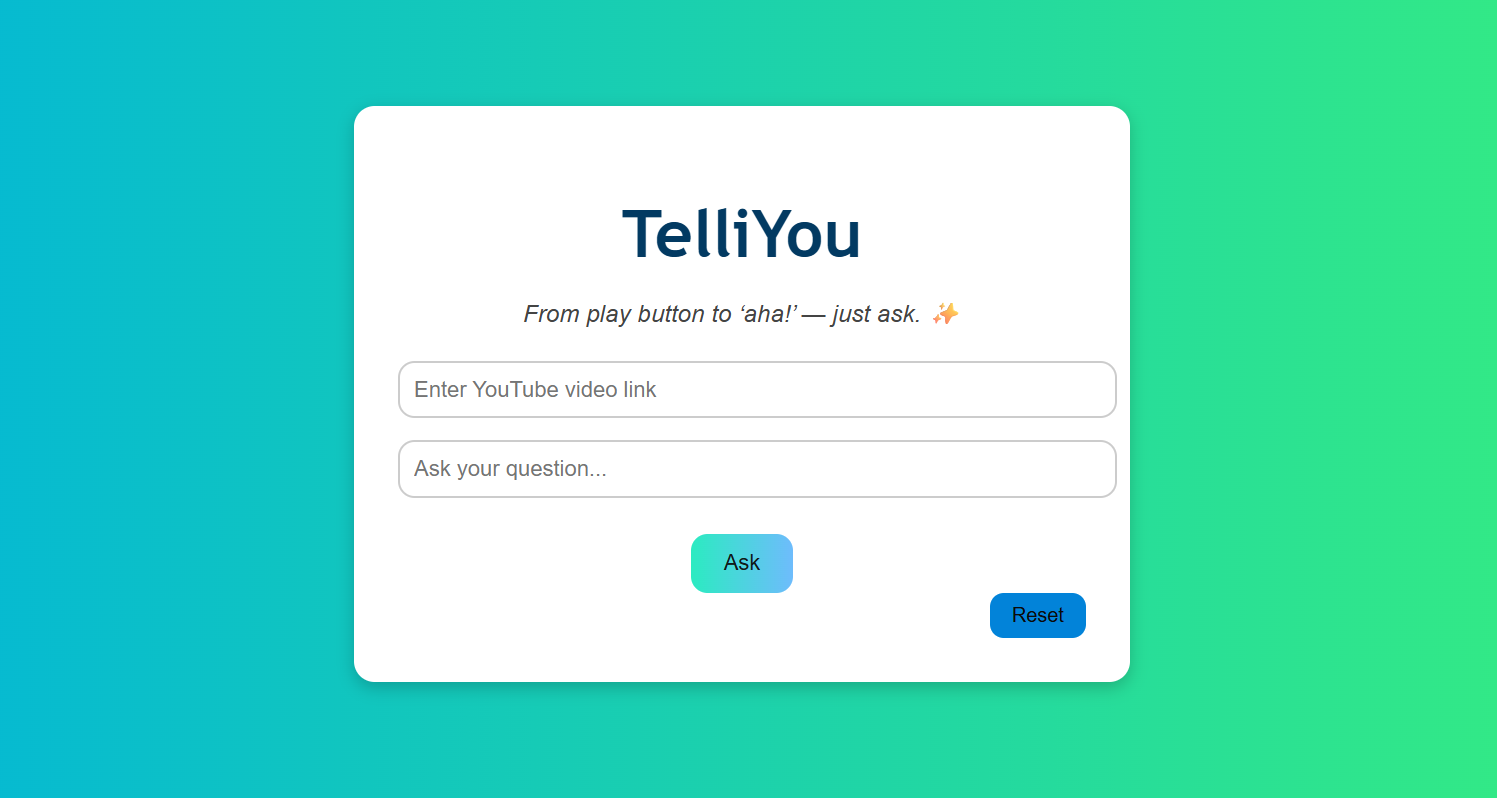 TelliYou
From play button to ‘aha!’ — just ask. ✨
Enter YouTube video link
Ask your question...
Ask
Reset